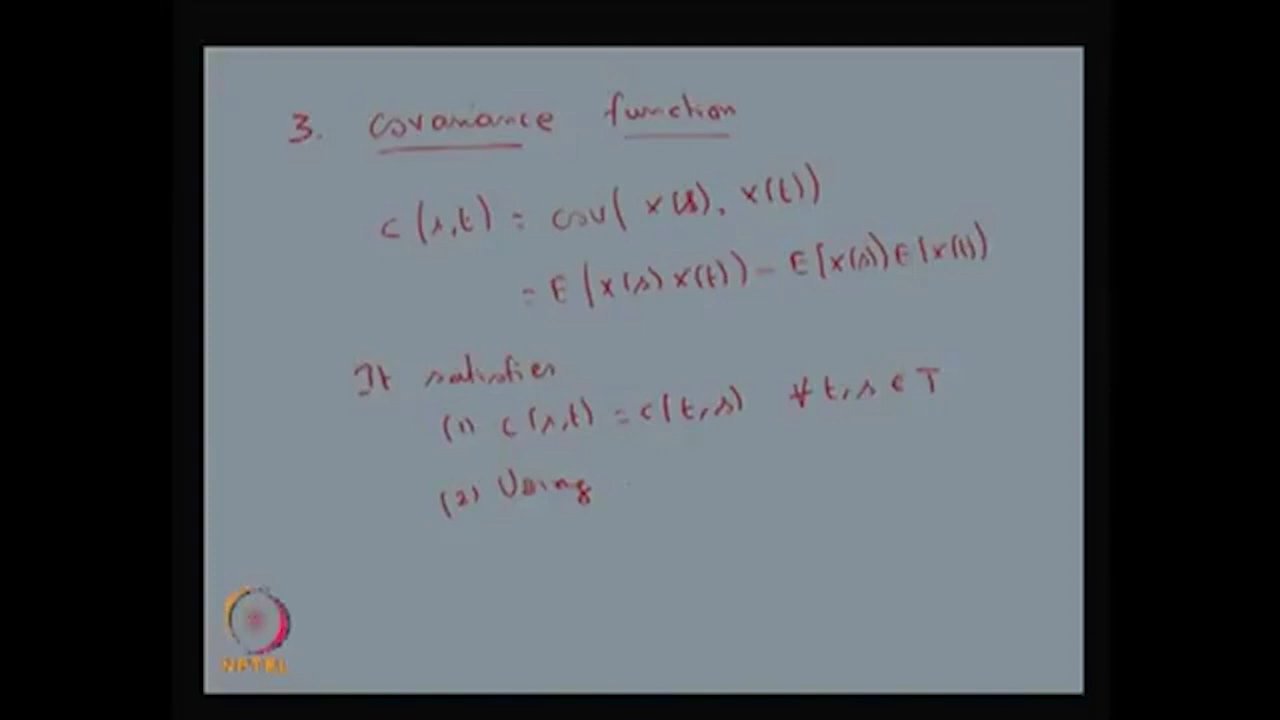 3. covariance function
c(s,t) = cov(x(s), x(t))
= E(x(s)x(t)) - E(x(s))E(x(t))
It satisfies
(1) c(s,t) = c(t,s) ∀ t,s ∈ T
(2) Using
NPTEL